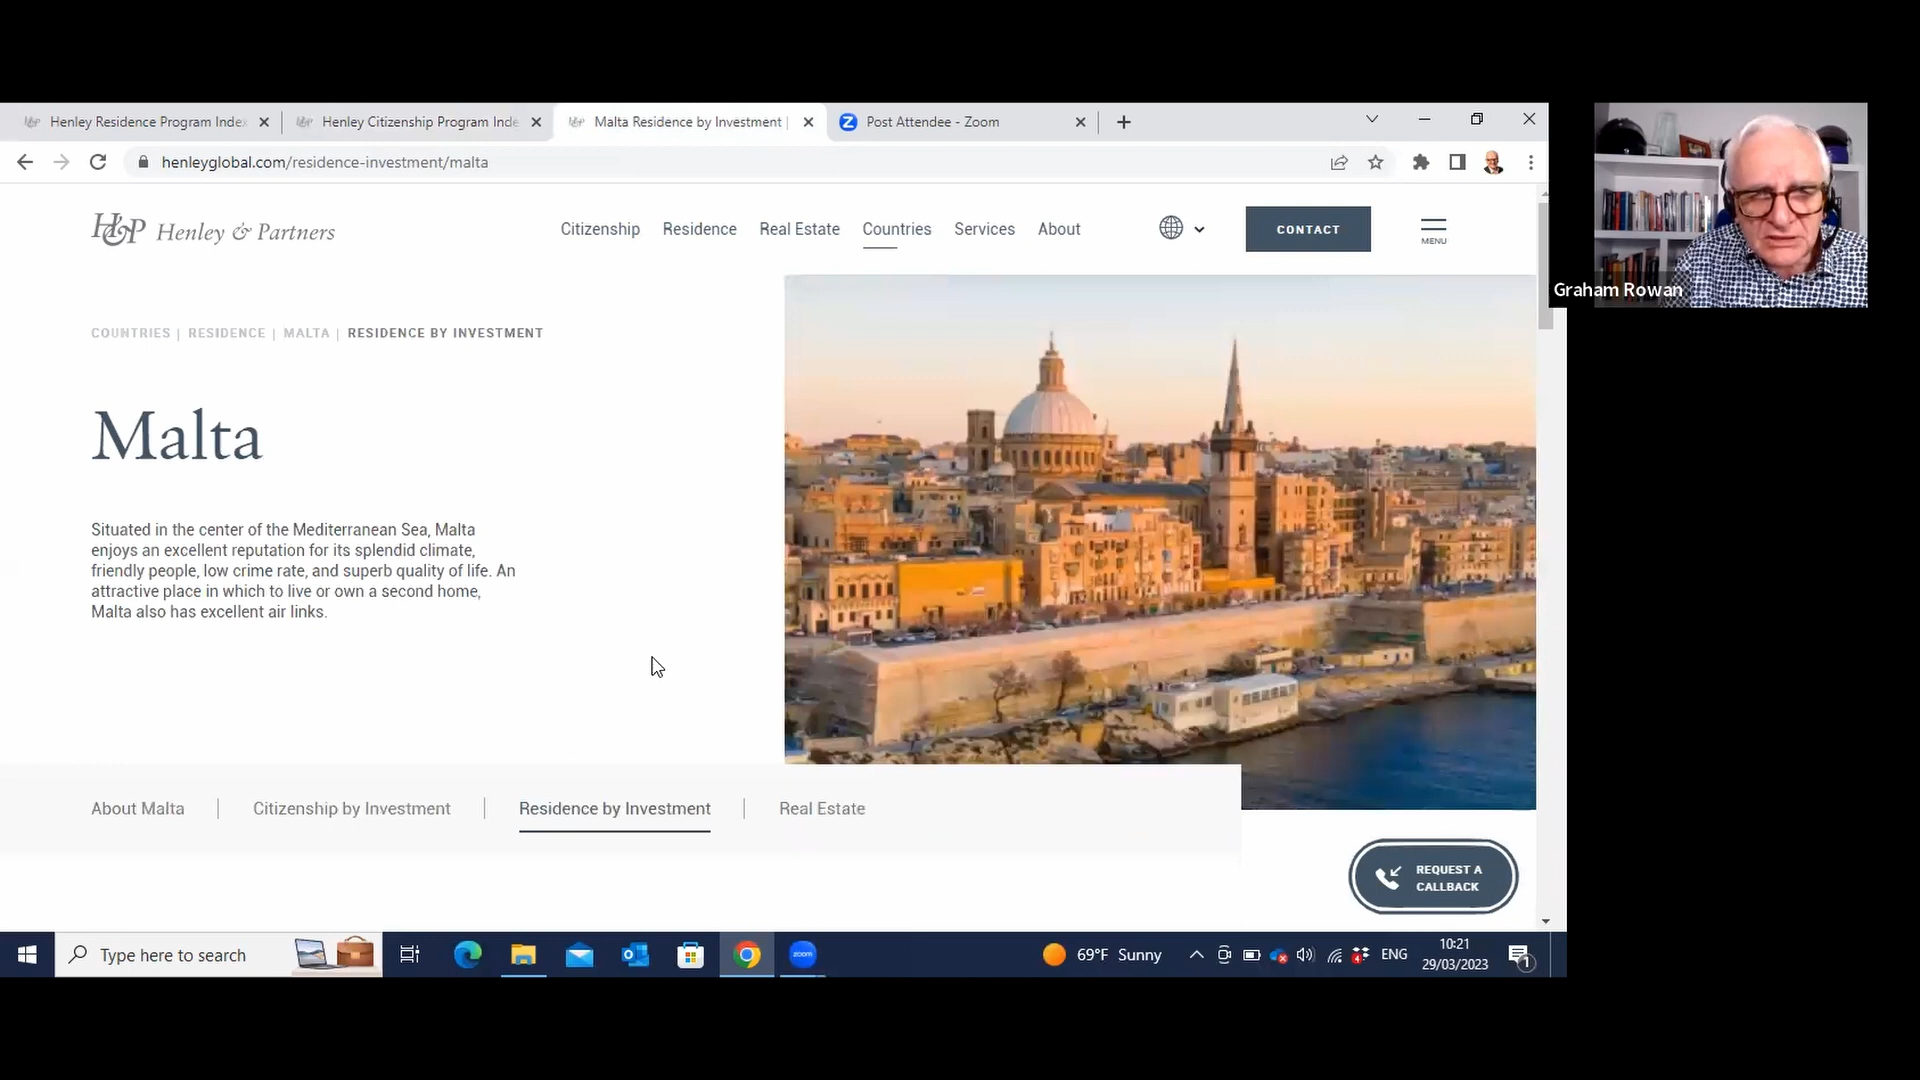 Henley Residence Program Index
Henley Citizenship Program Inde
Malta Residence by Investment |
Post Attendee - Zoom
henleyglobal.com/residence-investment/malta
H&P Henley & Partners
Citizenship
Residence
Real Estate
Countries
Services
About
CONTACT
MENU
Graham Rowan
COUNTRIES | RESIDENCE | MALTA | RESIDENCE BY INVESTMENT
Malta
Situated in the center of the Mediterranean Sea, Malta
enjoys an excellent reputation for its splendid climate,
friendly people, low crime rate, and superb quality of life. An
attractive place in which to live or own a second home,
Malta also has excellent air links.
About Malta | Citizenship by Investment | Residence by Investment | Real Estate
REQUEST A
CALLBACK
Type here to search
zoom
69°F Sunny
4
ENG
10:21
29/03/2023
1